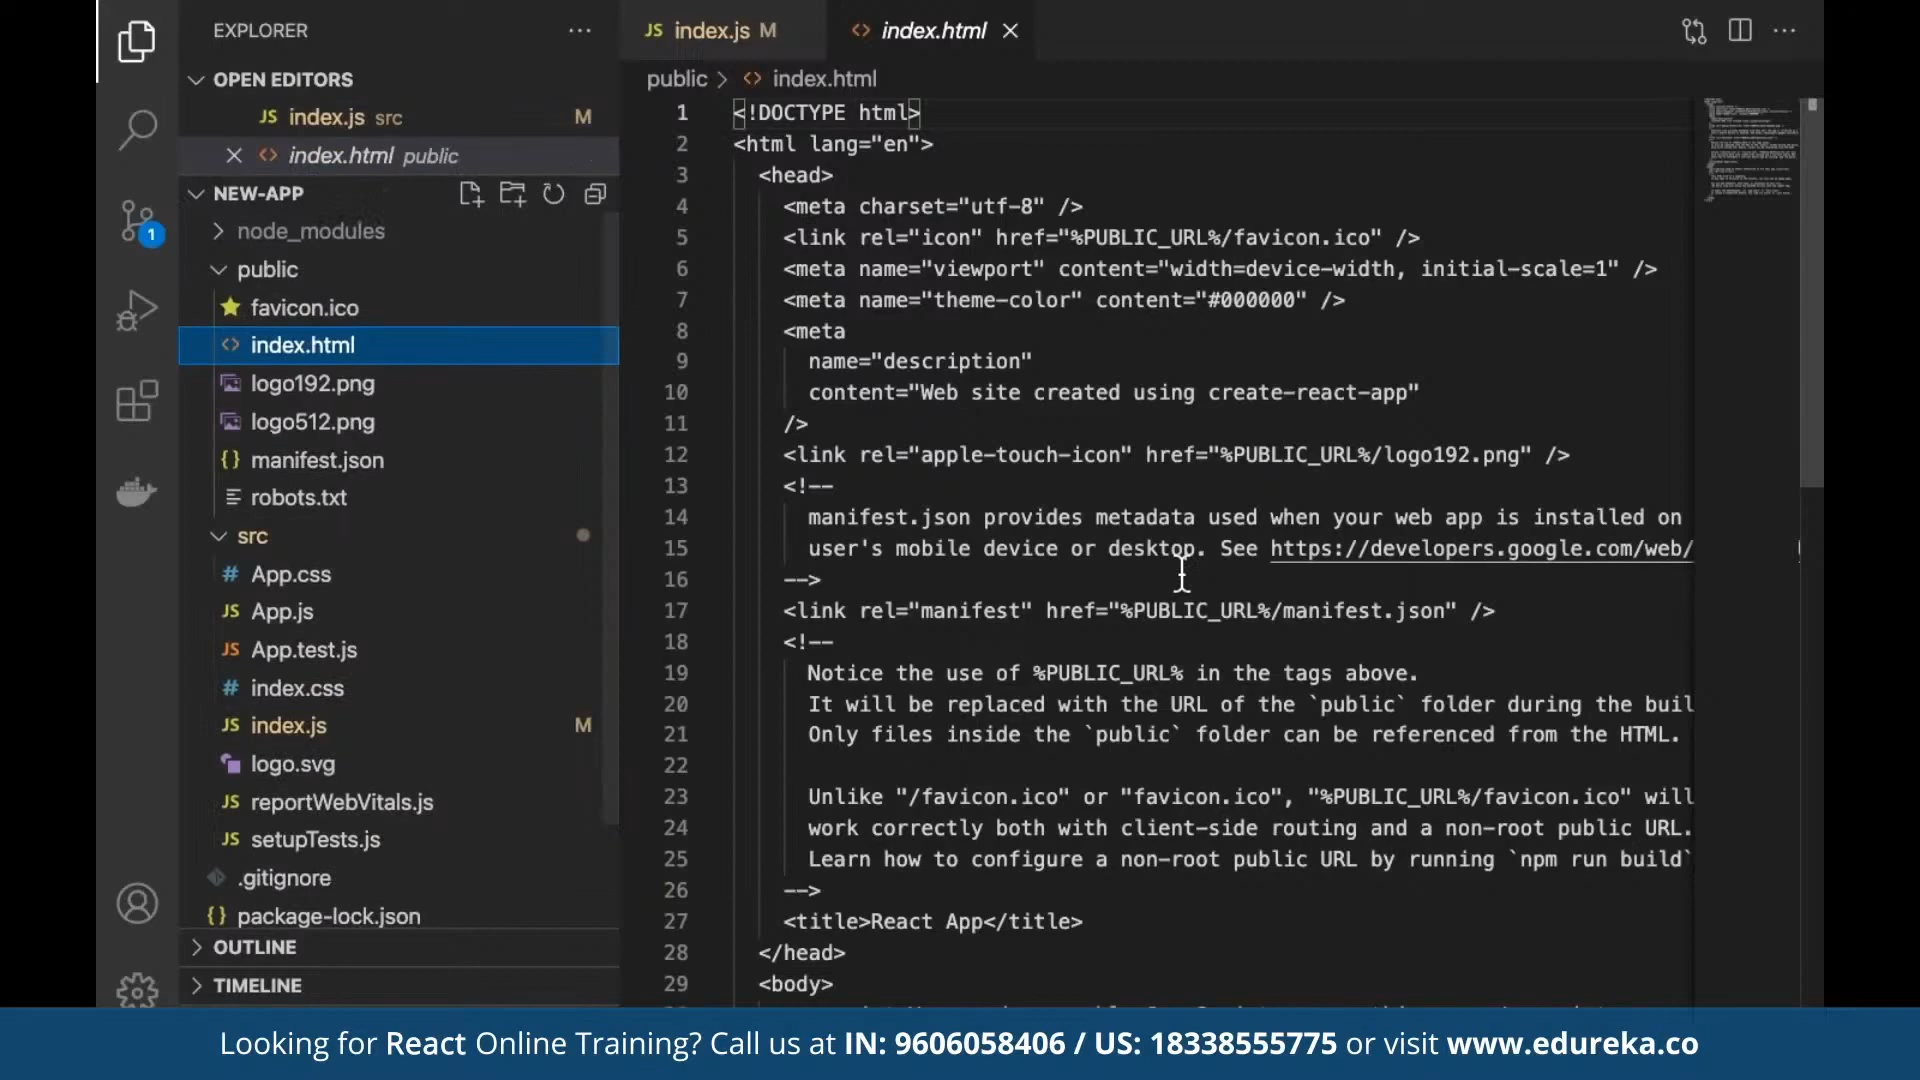 EXPLORER
OPEN EDITORS
JS index.js src M
index.html public
NEW-APP
node_modules
public
favicon.ico
index.html
logo192.png
logo512.png
{} manifest.json
robots.txt
src
# App.css
JS App.js
JS App.test.js
# index.css
JS index.js M
logo.svg
JS reportWebVitals.js
JS setupTests.js
.gitignore
{} package-lock.json
OUTLINE
TIMELINE
1
JS index.js M
<> index.html
public > <> index.html
1 <!DOCTYPE html>
2 <html lang="en">
3 <head>
4 <meta charset="utf-8" />
5 <link rel="icon" href="%PUBLIC_URL%/favicon.ico" />
6 <meta name="viewport" content="width=device-width, initial-scale=1" />
7 <meta name="theme-color" content="#000000" />
8 <meta
9 name="description"
10 content="Web site created using create-react-app"
11 />
12 <link rel="apple-touch-icon" href="%PUBLIC_URL%/logo192.png" />
13 <!--
14 manifest.json provides metadata used when your web app is installed on
15 user's mobile device or desktop. See https://developers.google.com/web/
16 -->
17 <link rel="manifest" href="%PUBLIC_URL%/manifest.json" />
18 <!--
19 Notice the use of %PUBLIC_URL% in the tags above.
20 It will be replaced with the URL of the `public` folder during the buil
21 Only files inside the `public` folder can be referenced from the HTML.
22
23 Unlike "/favicon.ico" or "favicon.ico", "%PUBLIC_URL%/favicon.ico" will
24 work correctly both with client-side routing and a non-root public URL.
25 Learn how to configure a non-root public URL by running `npm run build`
26 -->
27 <title>React App</title>
28 </head>
29 <body>
Looking for React Online Training? Call us at IN: 9606058406 / US: 18338555775 or visit www.edureka.co